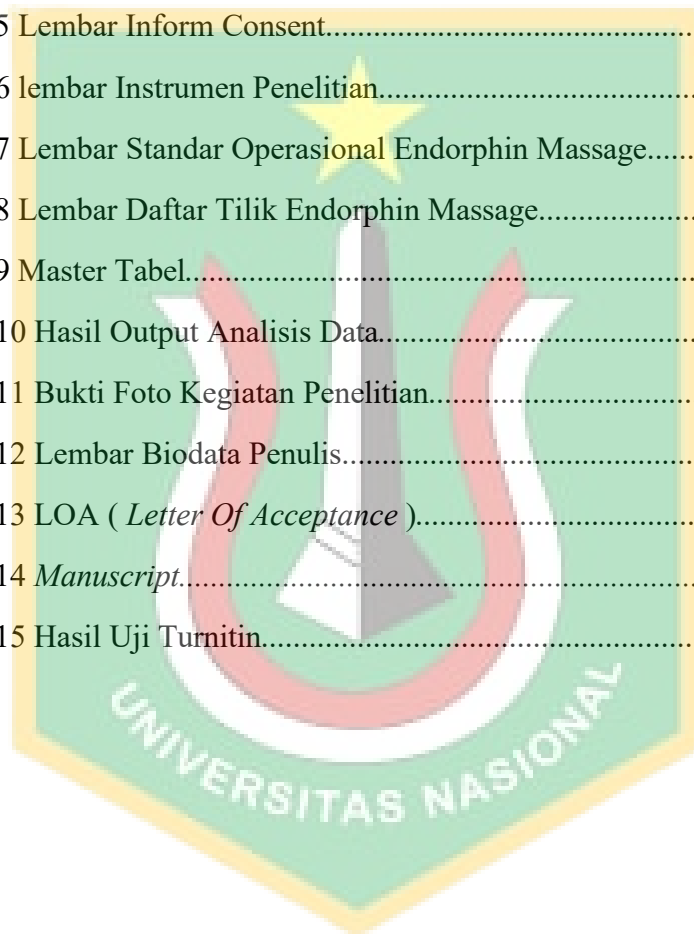 5 Lembar Inform Consent.........................................
6 lembar Instrumen Penelitian...................................
7 Lembar Standar Operasional Endorphin Massage......
8 Lembar Daftar Tilik Endorphin Massage....................
9 Master Tabel................................................................
10 Hasil Output Analisis Data........................................
11 Bukti Foto Kegiatan Penelitian.................................
12 Lembar Biodata Penulis............................................
13 LOA ( Letter Of Acceptance )...................................
14 Manuscript.................................................................
15 Hasil Uji Turnitin......................................................
UNIVERSITAS NASIONAL